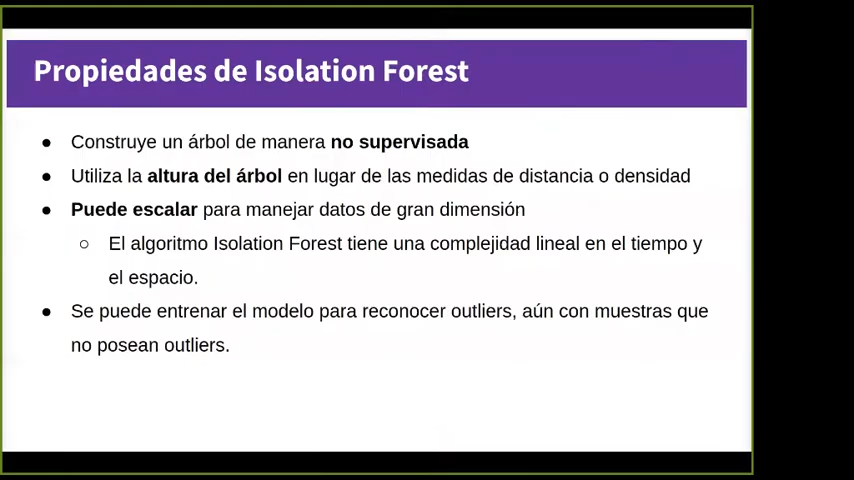 Propiedades de Isolation Forest
● Construye un árbol de manera no supervisada
● Utiliza la altura del árbol en lugar de las medidas de distancia o densidad
● Puede escalar para manejar datos de gran dimensión
○ El algoritmo Isolation Forest tiene una complejidad lineal en el tiempo y
el espacio.
● Se puede entrenar el modelo para reconocer outliers, aún con muestras que
no posean outliers.